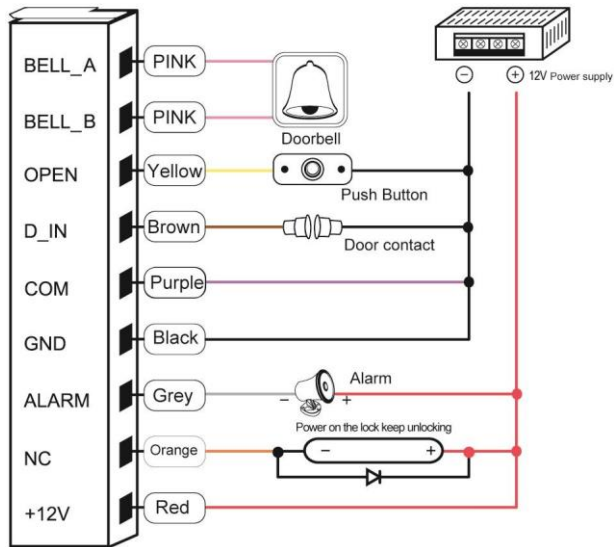 BELL_A PINK
BELL_B PINK
Doorbell
− + 12V Power supply
OPEN Yellow
Push Button
D_IN Brown
Door contact
COM Purple
GND Black
ALARM Grey − + Alarm
Power on the lock keep unlocking
NC Orange − +
+12V Red